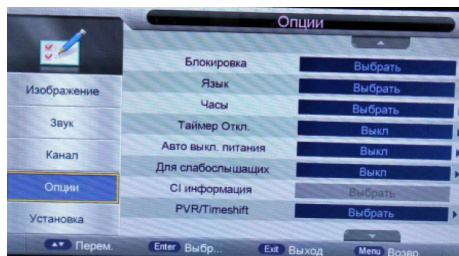 Опции
Блокировка Выбрать
Язык Выбрать
Часы Выбрать
Таймер Откл. Выкл
Авто выкл. питания Выкл
Для слабослышащих Выкл
CI информация Выбрать
PVR/Timeshift Выбрать
Изображение
Звук
Канал
Опции
Установка
Перем. Enter Выбр... Exit Выход Menu Возвр